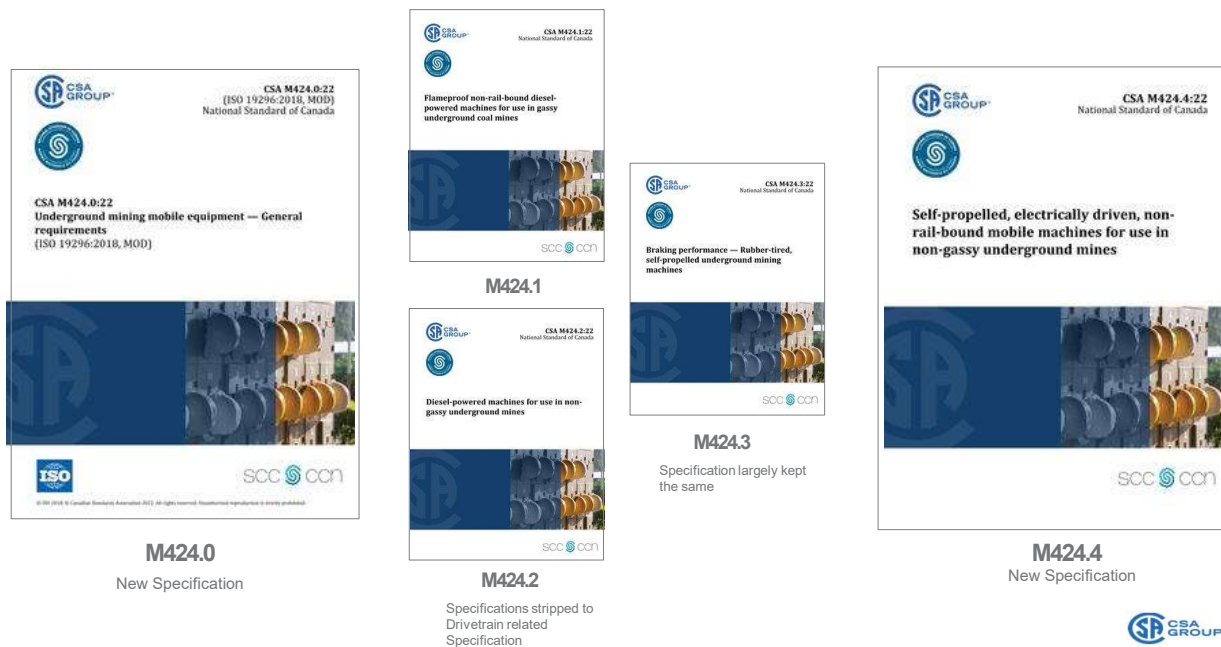 CSA
GROUP
CSA M424.0:22
(ISO 19296:2018, MOD)
National Standard of Canada
CSA M424.0:22
Underground mining mobile equipment — General
requirements
(ISO 19296:2018, MOD)
ISO
scc ccn
M424.0
New Specification
CSA
GROUP
CSA M424.1:22
National Standard of Canada
Flameproof non-rail-bound diesel-
powered machines for use in gassy
underground coal mines
scc ccn
M424.1
CSA
GROUP
CSA M424.2:22
National Standard of Canada
Diesel-powered machines for use in non-
gassy underground mines
scc ccn
M424.2
Specifications stripped to
Drivetrain related
Specification
CSA
GROUP
CSA M424.3:22
National Standard of Canada
Braking performance — Rubber-tired,
self-propelled underground mining
machines
scc ccn
M424.3
Specification largely kept
the same
CSA
GROUP
CSA M424.4:22
National Standard of Canada
Self-propelled, electrically driven, non-
rail-bound mobile machines for use in
non-gassy underground mines
scc ccn
M424.4
New Specification
CSA
GROUP